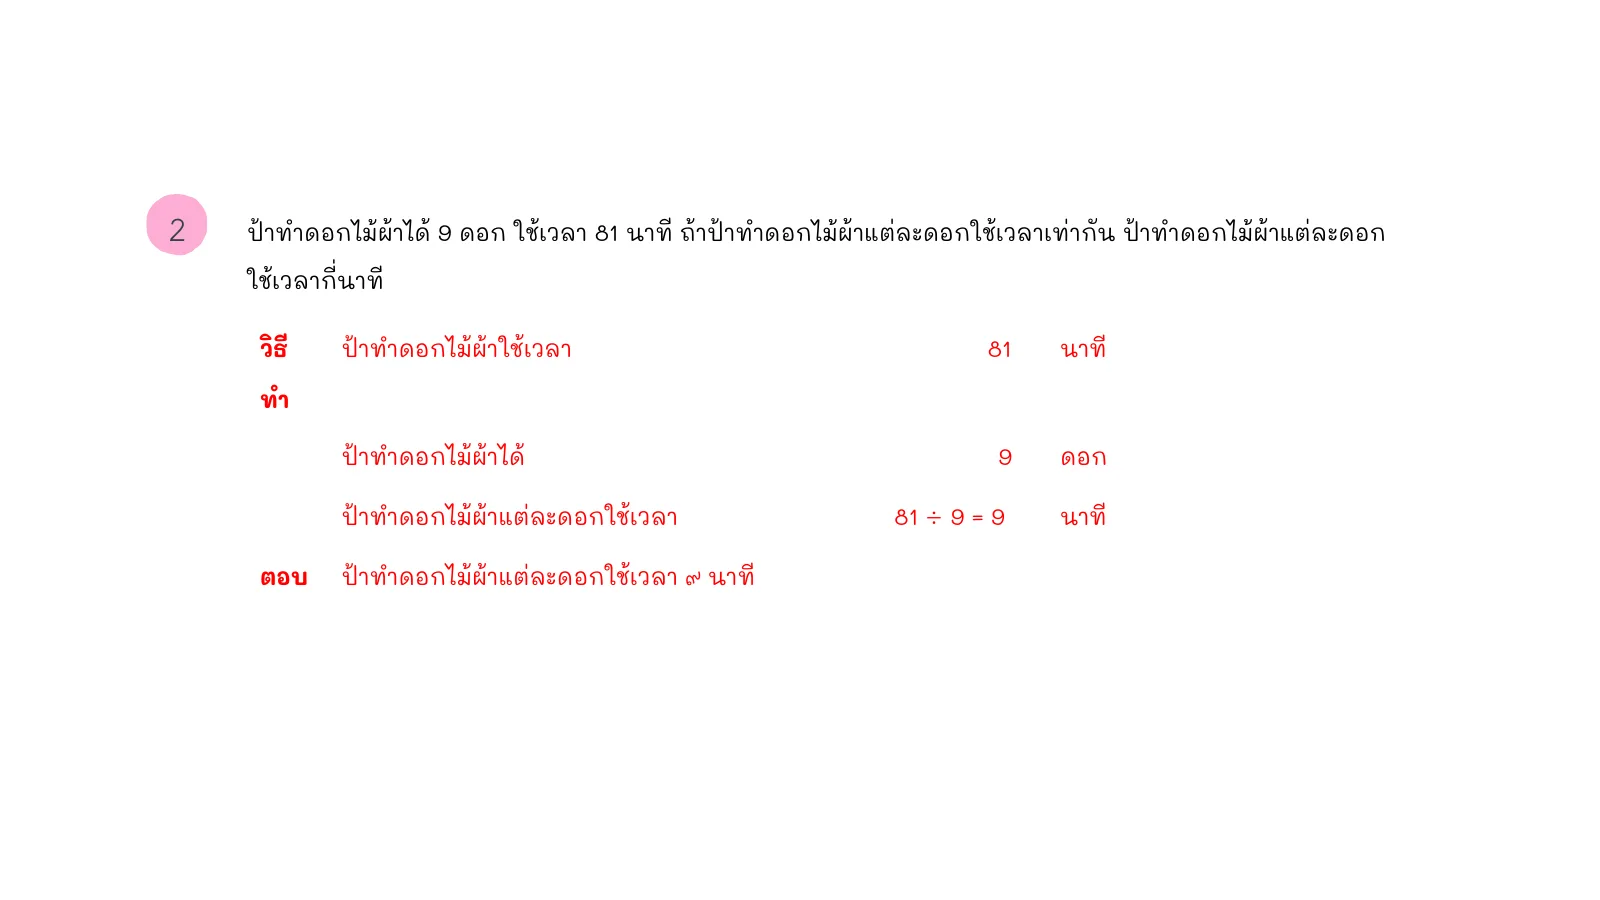 2 ป้าทำดอกไม้ผ้าได้ 9 ดอก ใช้เวลา 81 นาที ถ้าป้าทำดอกไม้ผ้าแต่ละดอกใช้เวลาเท่ากัน ป้าทำดอกไม้ผ้าแต่ละดอก
ใช้เวลากี่นาที
วิธี ป้าทำดอกไม้ผ้าใช้เวลา 81 นาที
ทำ
ป้าทำดอกไม้ผ้าได้ 9 ดอก
ป้าทำดอกไม้ผ้าแต่ละดอกใช้เวลา 81 ÷ 9 = 9 นาที
ตอบ ป้าทำดอกไม้ผ้าแต่ละดอกใช้เวลา ๙ นาที